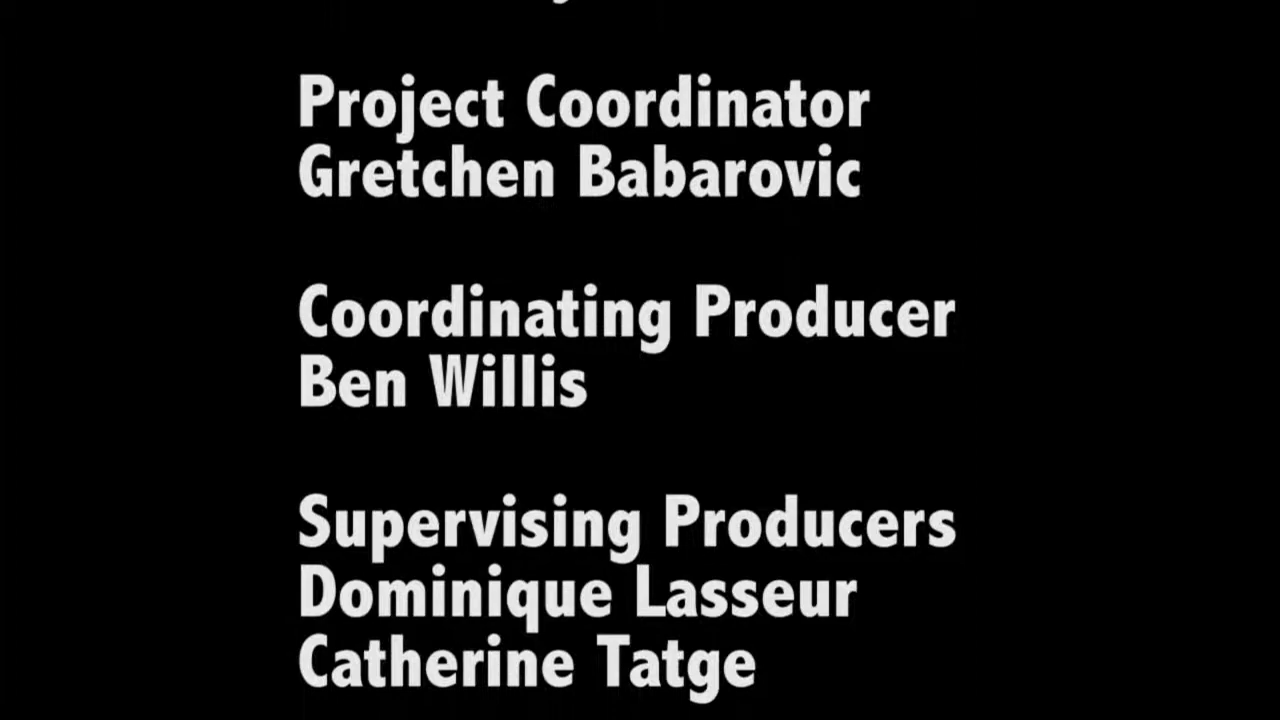 Project Coordinator
Gretchen Babarovic
Coordinating Producer
Ben Willis
Supervising Producers
Dominique Lasseur
Catherine Tatge